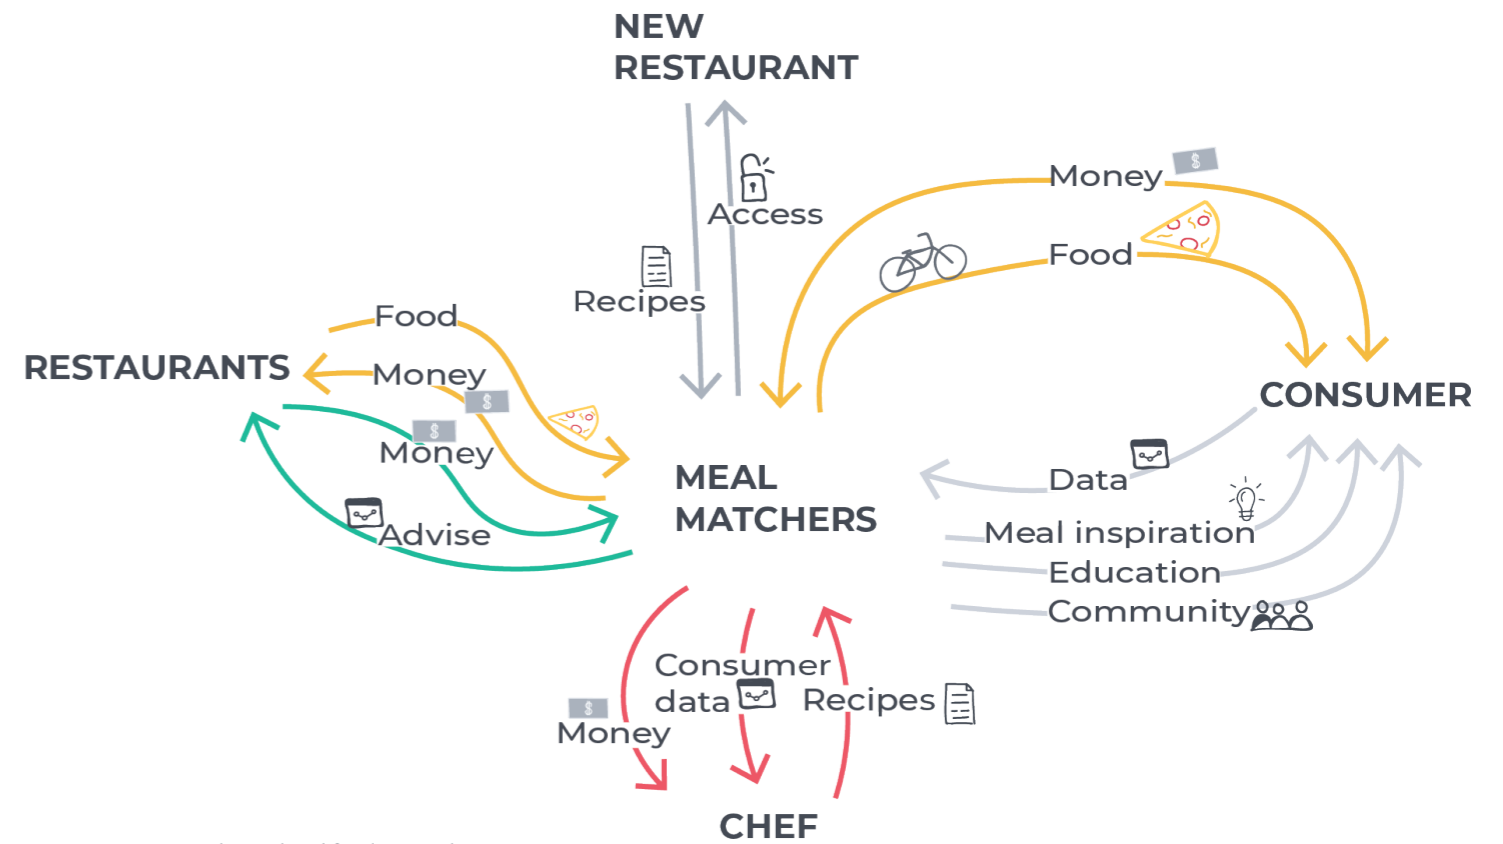 NEW
RESTAURANT
Money
Access
Food
Recipes
Food
RESTAURANTS
Money
CONSUMER
Money
MEAL
MATCHERS
Data
Advise
Meal inspiration
Education
Community
Consumer
data
Recipes
Money
CHEF